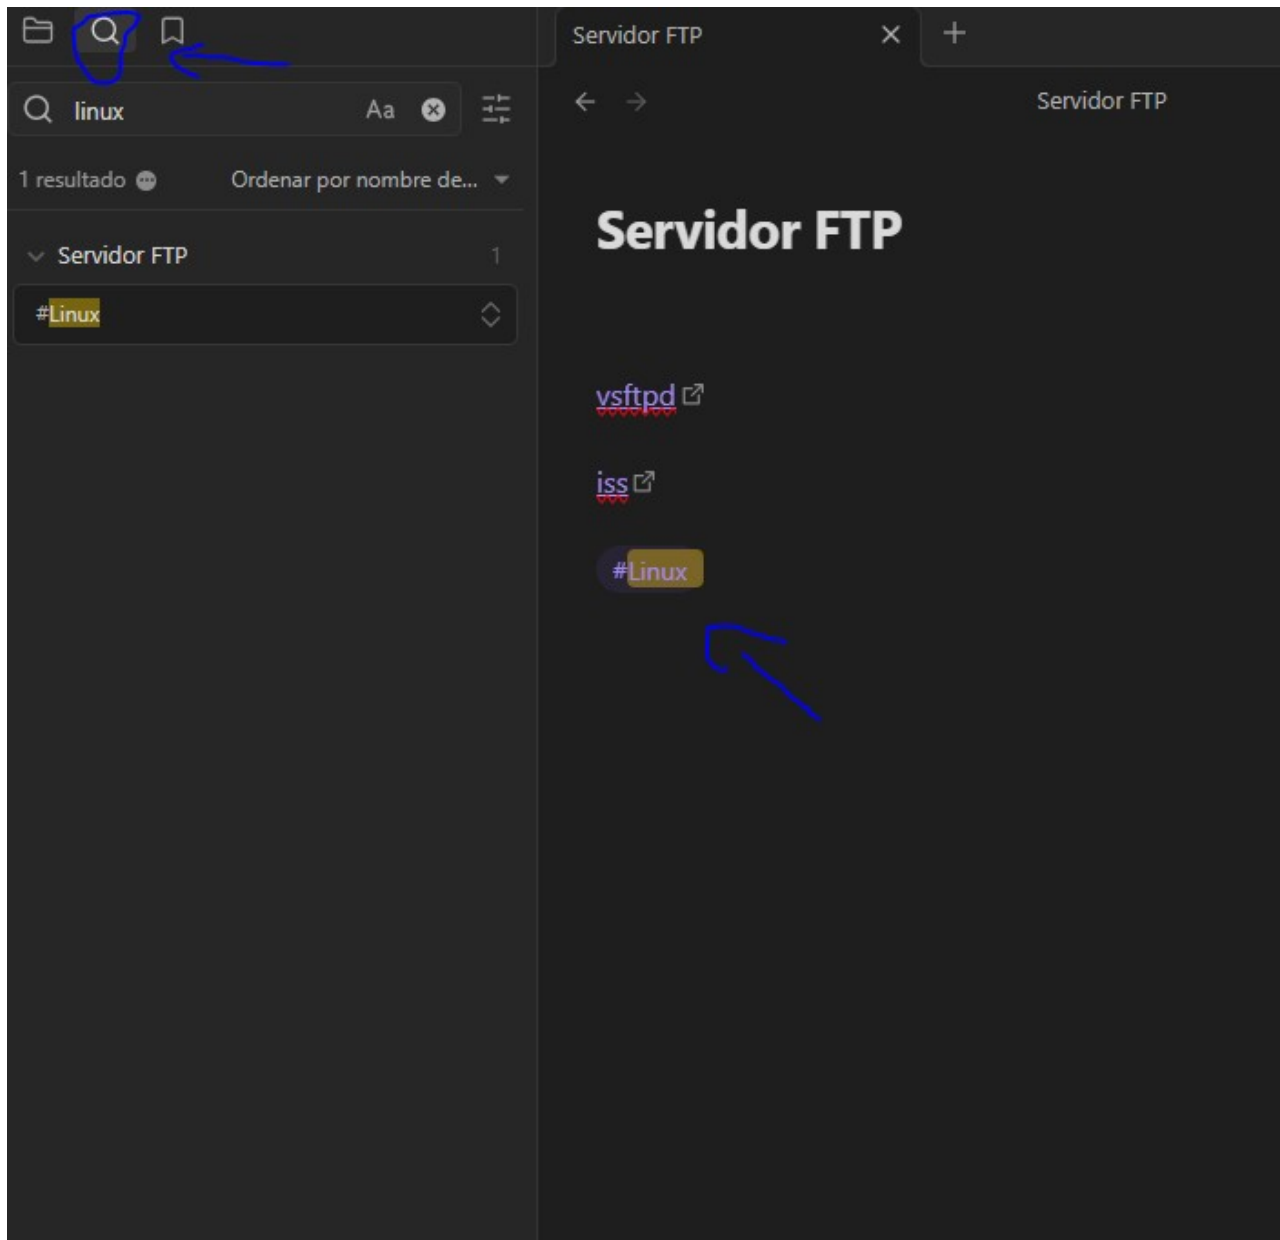 Servidor FTP
linux
Aa
Servidor FTP
1 resultado
Ordenar por nombre de...
Servidor FTP
Servidor FTP 1
#Linux
vsftpd
iss
#Linux